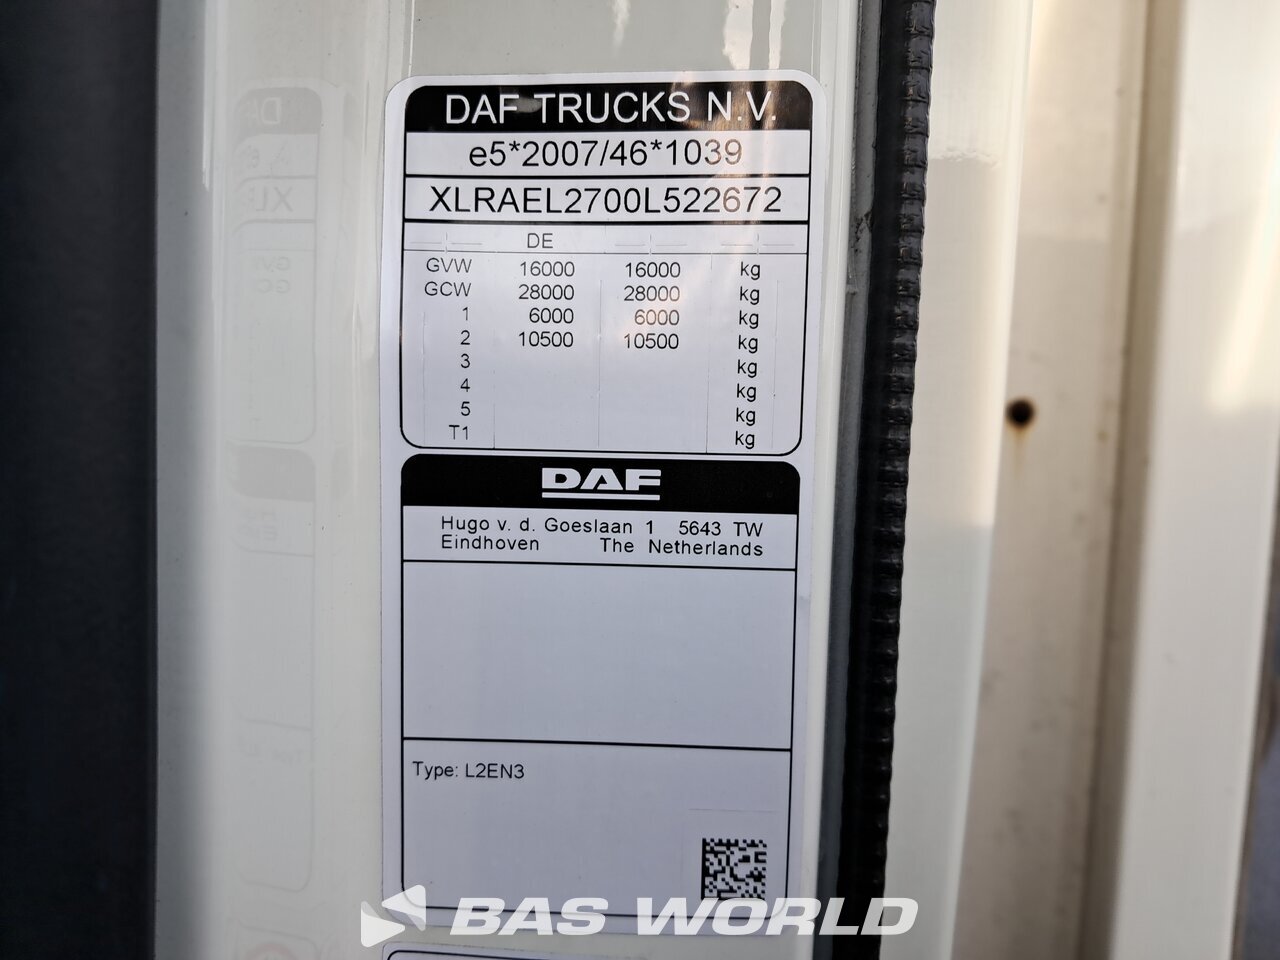 DAF TRUCKS N.V.
e5*2007/46*1039
XLRAEL2700L522672
DE
GVW 16000 16000 kg
GCW 28000 28000 kg
1 6000 6000 kg
2 10500 10500 kg
3 kg
4 kg
5 kg
T1 kg
DAF
Hugo v. d. Goeslaan 1 5643 TW
Eindhoven The Netherlands
Type: L2EN3
BAS WORLD